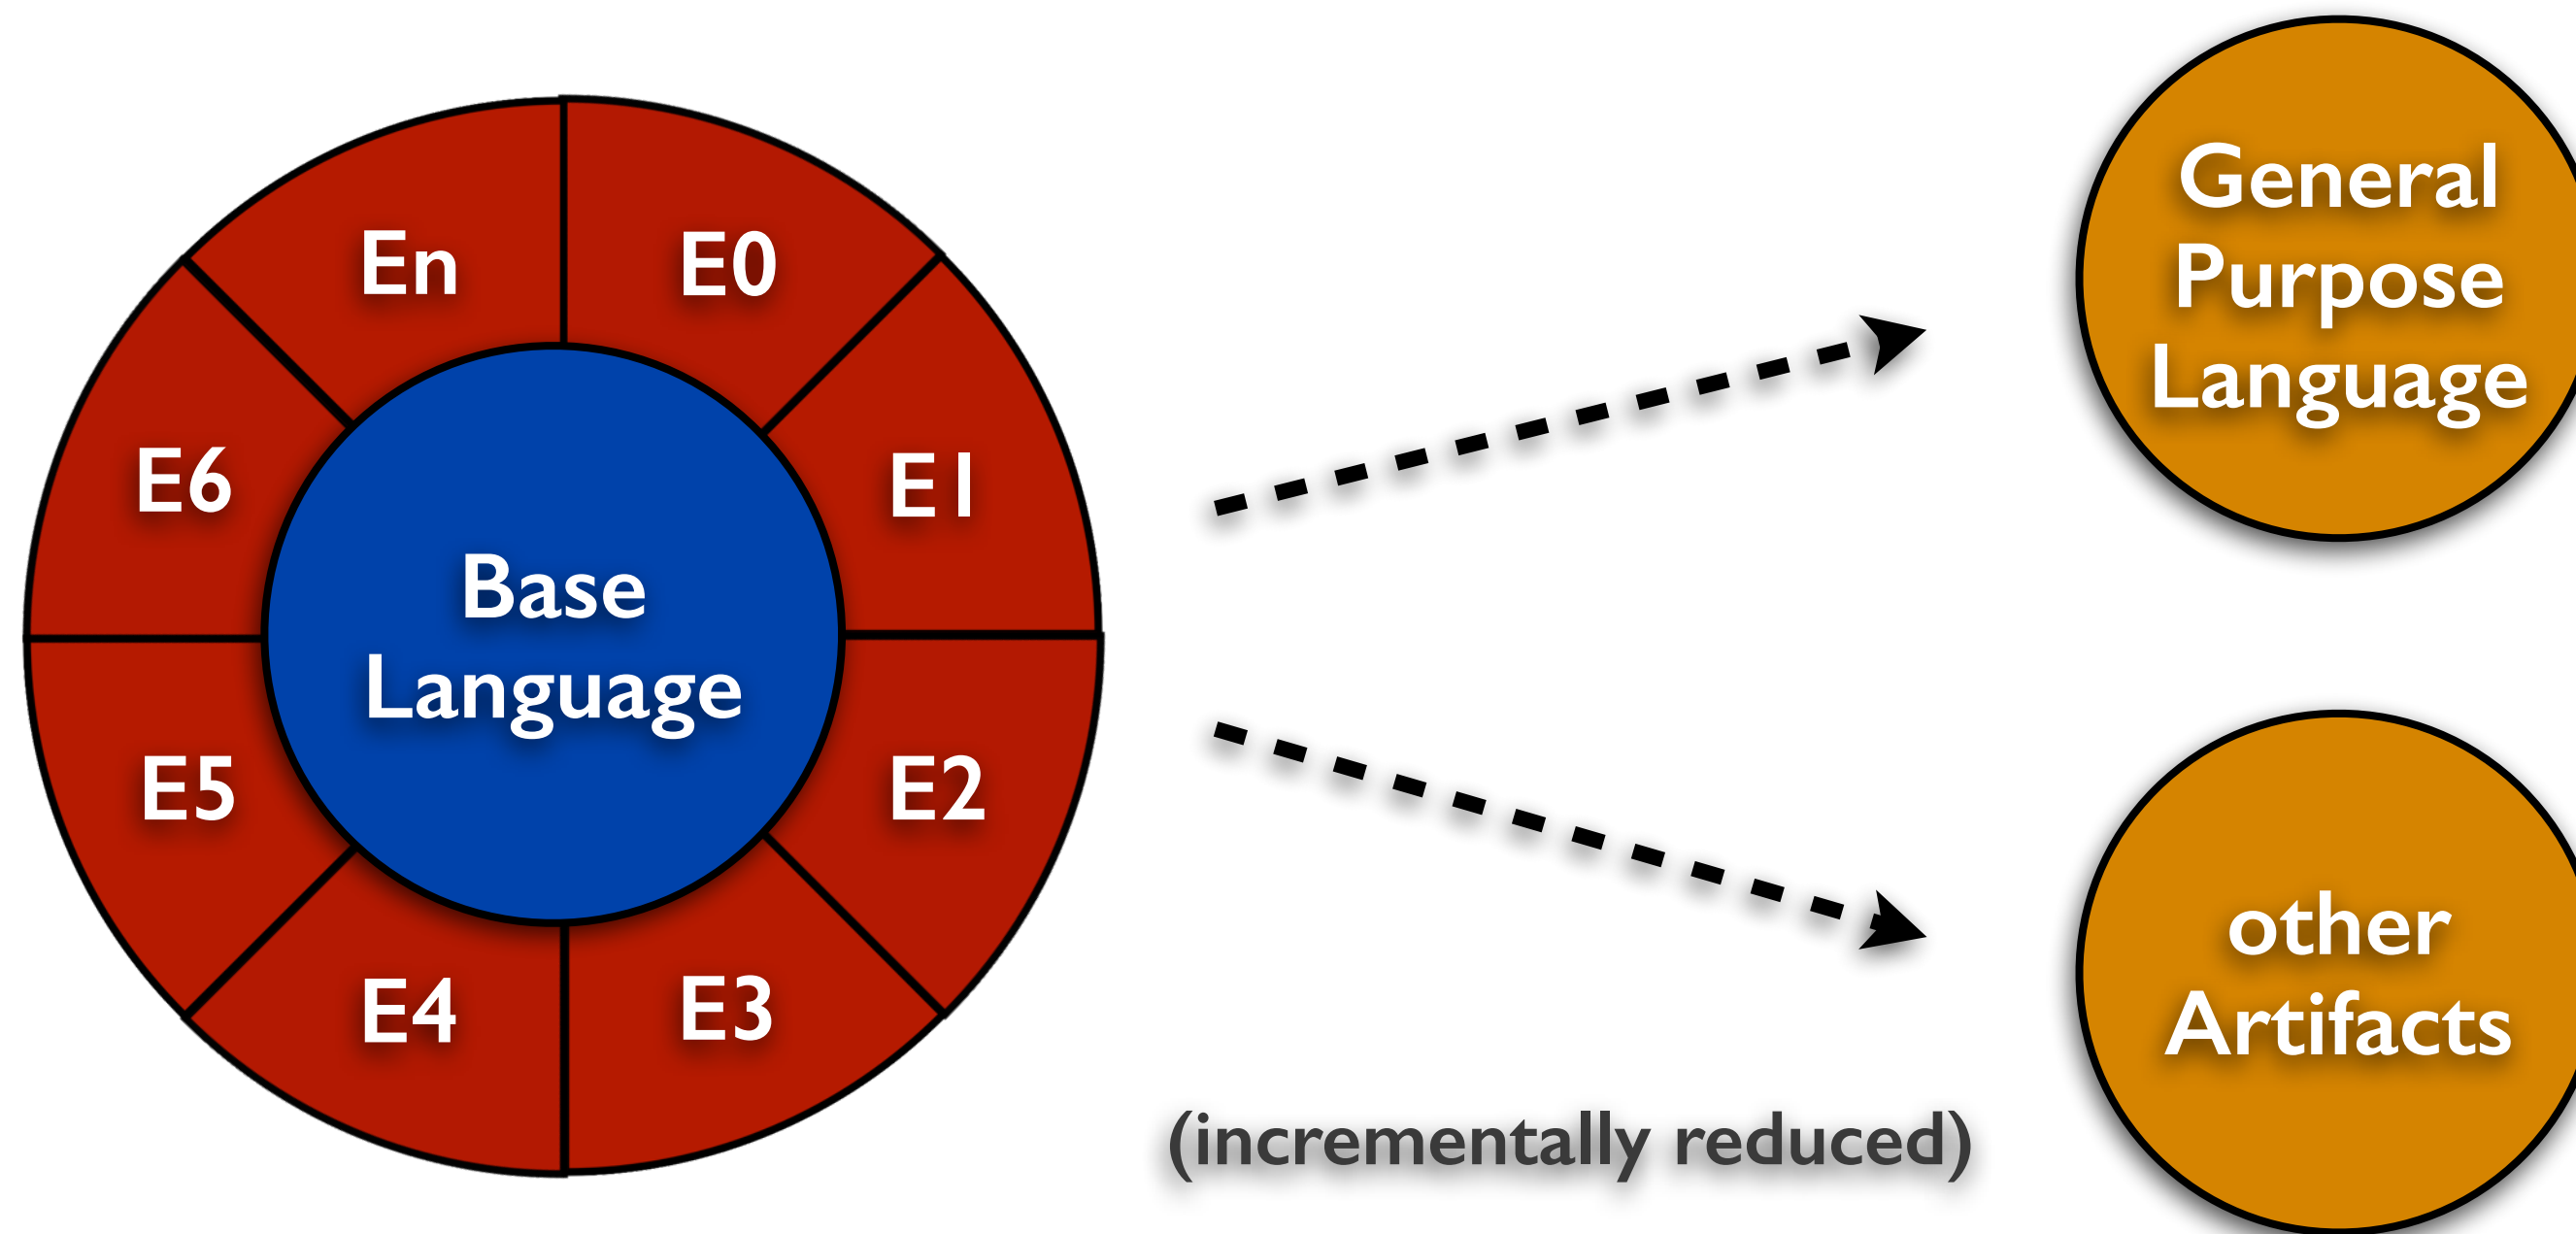 En
E0
E6
E1
Base
Language
E5
E2
E4
E3
General
Purpose
Language
other
Artifacts
(incrementally reduced)